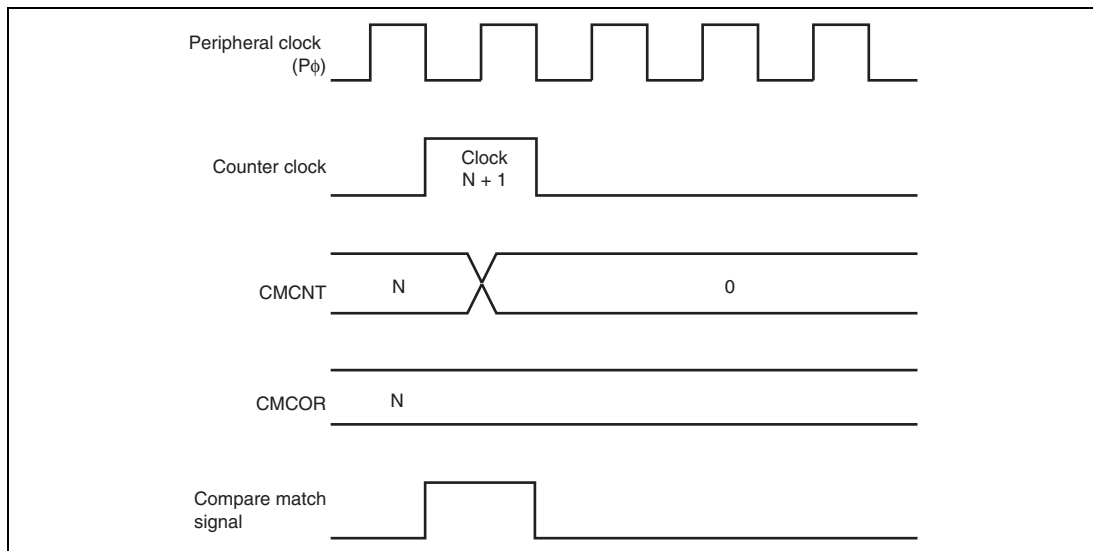 Peripheral clock
(Pϕ)
Counter clock
Clock
N + 1
CMCNT
N
0
CMCOR
N
Compare match
signal